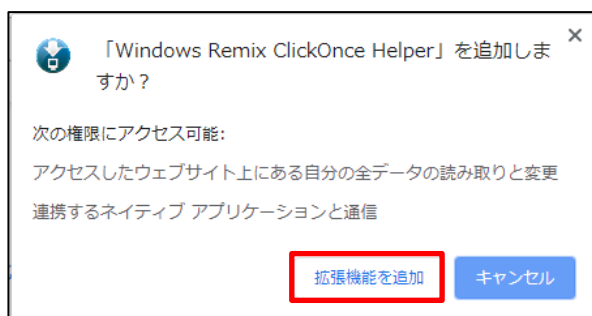 「Windows Remix ClickOnce Helper」を追加しま
すか？
次の権限にアクセス可能:
アクセスしたウェブサイト上にある自分の全データの読み取りと変更
連携するネイティブ アプリケーションと通信
拡張機能を追加
キャンセル